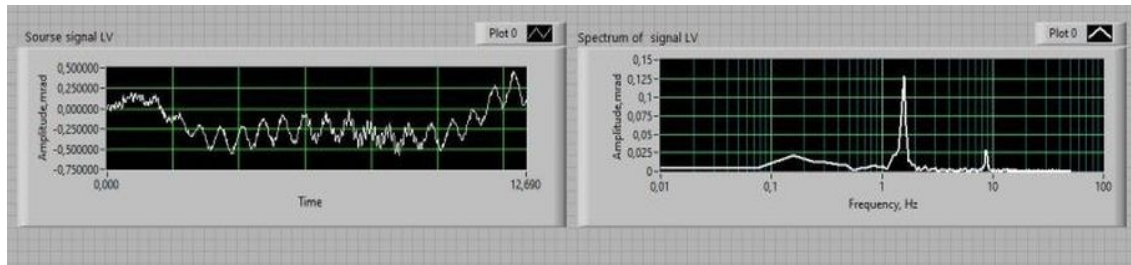 Sourse signal LV
Plot 0
0,500000
0,250000
0,000000
-0,250000
-0,500000
-0,750000
Amplitude,mrad
0,000
12,690
Time
Spectrum of signal LV
Plot 0
0,15
0,125
0,1
0,075
0,05
0,025
0
Amplitude,mrad
0,01
0,1
1
10
100
Frequency, Hz